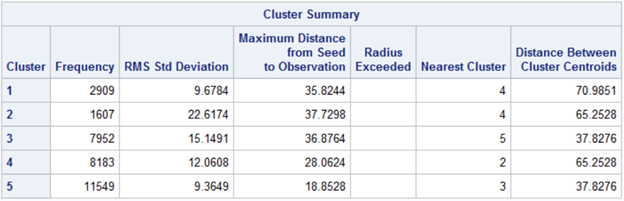 Cluster Summary
Cluster Frequency RMS Std Deviation Maximum Distance from Seed to Observation Radius Exceeded Nearest Cluster Distance Between Cluster Centroids
1 2909 9.6784 35.8244 4 70.9851
2 1607 22.6174 37.7298 4 65.2528
3 7952 15.1491 36.8764 5 37.8276
4 8183 12.0608 28.0624 2 65.2528
5 11549 9.3649 18.8528 3 37.8276